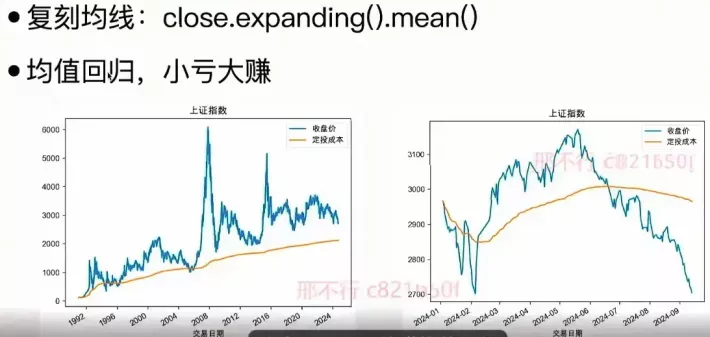 ● 复刻均线：close.expanding().mean()
● 均值回归，小亏大赚
上证指数
收盘价
定投成本
6000
5000
4000
3000
2000
1000
0
1992
1996
2000
2004
2008
2012
2016
2020
2024
交易日期
邢不行 c821b50f
上证指数
收盘价
定投成本
邢不行 c821b50f
3100
3000
2900
2800
2700
2024-01
2024-02
2024-03
2024-04
2024-05
2024-06
2024-07
2024-08
2024-09
交易日期